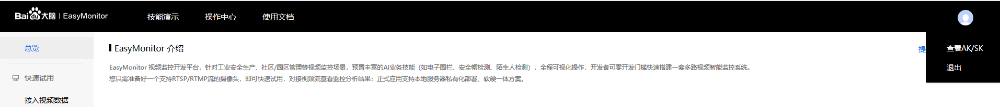 Bai du 大脑 | EasyMonitor 技能演示 操作中心 使用文档
总览
快速试用
接入视频数据
EasyMonitor 介绍
提
EasyMonitor 视频监控开发平台，针对工业安全生产、社区/园区管理等视频监控场景，预置丰富的AI业务技能（如电子围栏、安全帽检测、陌生人检测），全程可视化操作，开发者可零开发门槛快速搭建一套多路视频智能监控系统。
您只需准备好一个支持RTSP/RTMP流的摄像头，即可快速试用，对接视频流查看监控分析结果；正式应用支持本地服务器私有化部署、软硬一体方案。
查看AK/SK
退出